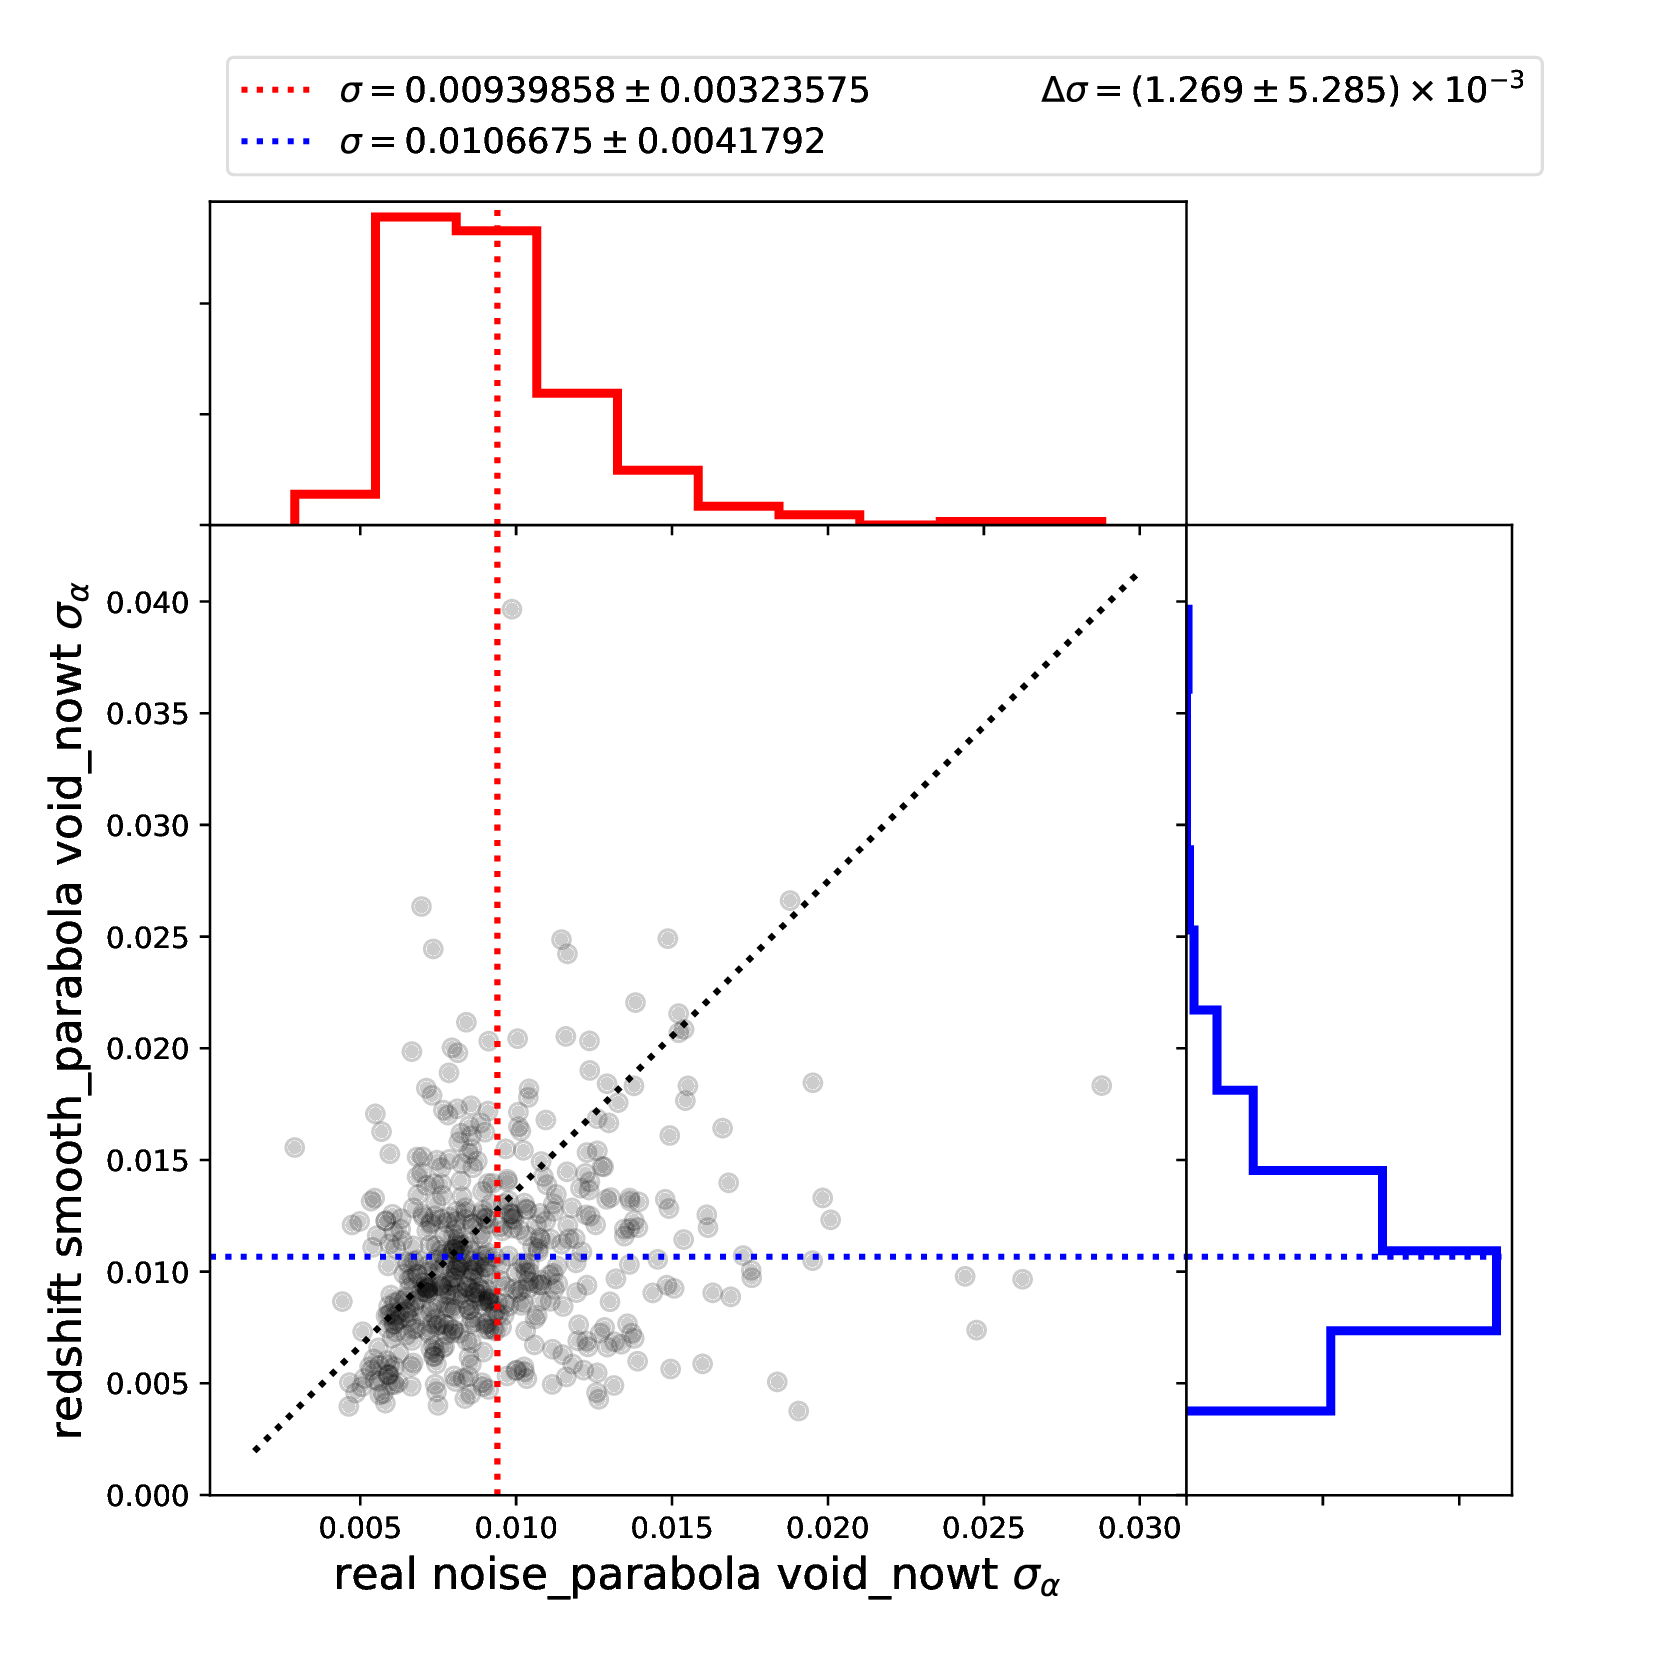 σ = 0.00939858 ± 0.00323575
σ = 0.0106675 ± 0.0041792
Δσ = (1.269 ± 5.285) × 10⁻³
redshift smooth_parabola void_nowt σ_α
0.040
0.035
0.030
0.025
0.020
0.015
0.010
0.005
0.000
0.005 0.010 0.015 0.020 0.025 0.030
real noise_parabola void_nowt σ_α